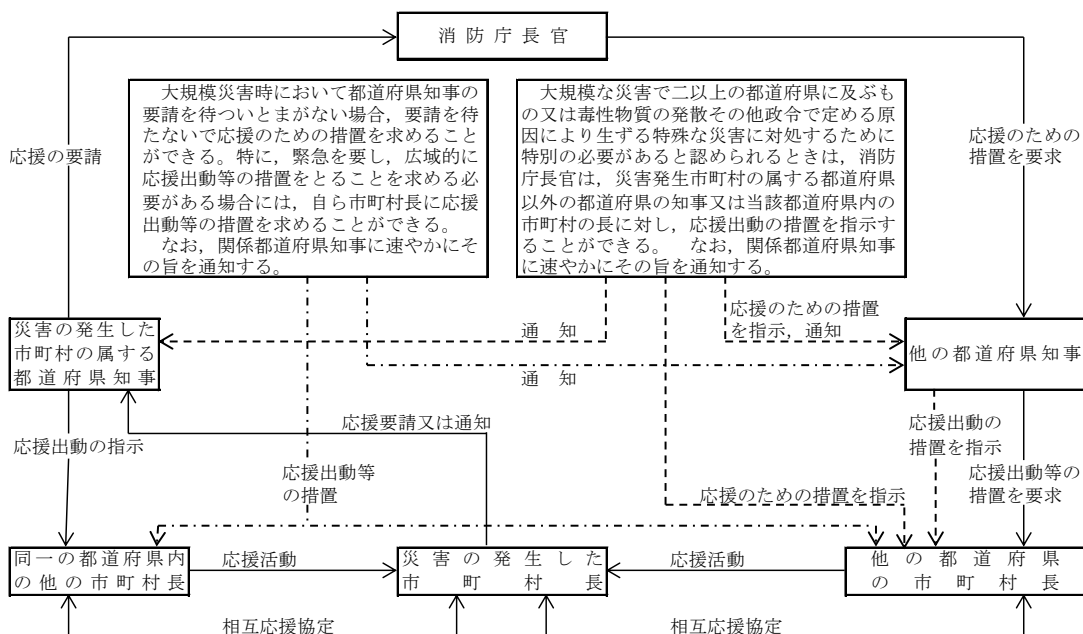 消防庁長官
大規模災害時において都道府県知事の
要請を待ついとまがない場合，要請を待
たないで応援のための措置を求めること
ができる。特に，緊急を要し，広域的に
応援出動等の措置をとることを求める必
要がある場合には，自ら市町村長に応援
出動等の措置を求めることができる。
なお，関係都道府県知事に速やかにそ
の旨を通知する。
大規模な災害で二以上の都道府県に及ぶも
の又は毒性物質の発散その他政令で定める原
因により生ずる特殊な災害に対処するために
特別の必要があると認められるときは，消防
庁長官は，災害発生市町村の属する都道府県
以外の都道府県の知事又は当該都道府県内の
市町村の長に対し，応援出動の措置を指示す
ることができる。　なお，関係都道府県知事
に速やかにその旨を通知する。
応援の要請
応援のための
措置を要求
災害の発生した
市町村の属する
都道府県知事
通　知
応援のための措置
を指示，通知
通　知
他の都道府県知事
応援出動の指示
応援要請又は通知
応援出動等
の措置
応援のための措置を指示
応援出動の
措置を指示
応援出動等の
措置を要求
同一の都道府県内
の他の市町村長
応援活動
災害の発生した
市町村長
応援活動
他の都道府県
の市町村長
相互応援協定
相互応援協定